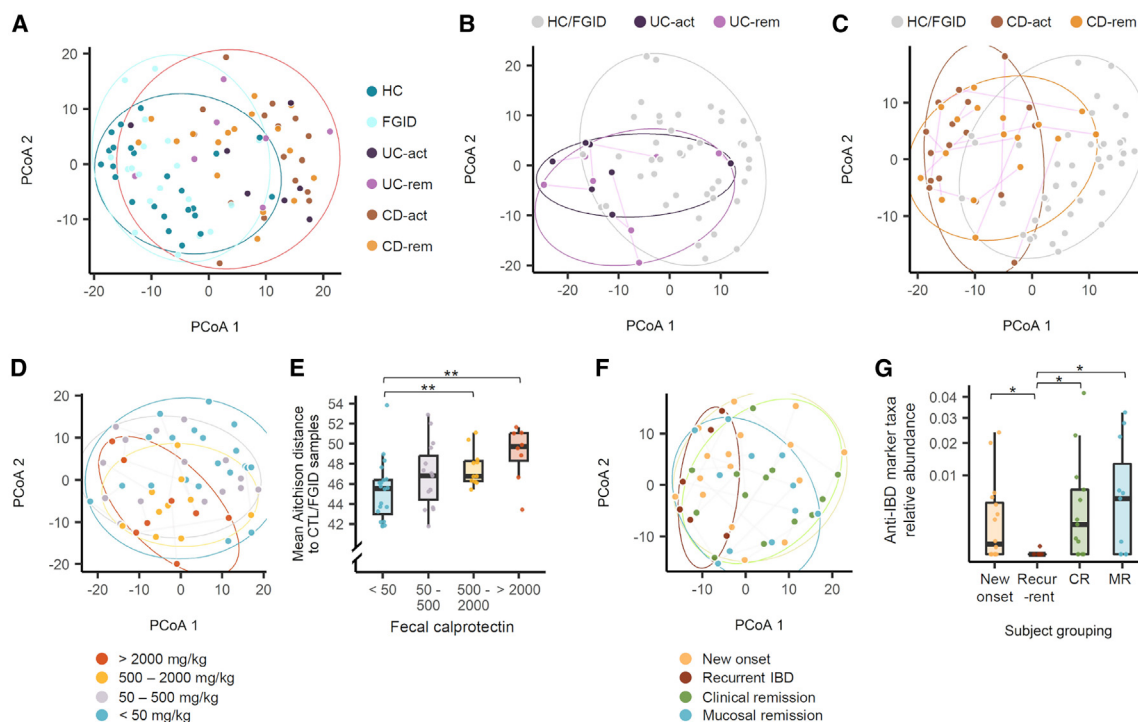 A
20
10
0
-10
PCoA 2
-20
-10
0
10
20
PCoA 1
HC
FGID
UC-act
UC-rem
CD-act
CD-rem
B
HC/FGID UC-act UC-rem
20
10
0
-10
-20
PCoA 2
-20
-10
0
10
20
PCoA 1
C
HC/FGID CD-act CD-rem
20
10
0
-10
PCoA 2
-20
-10
0
10
20
PCoA 1
D
20
10
0
-10
-20
PCoA 2
-20
-10
0
10
20
PCoA 1
> 2000 mg/kg
500 – 2000 mg/kg
50 – 500 mg/kg
< 50 mg/kg
E
**
**
54
52
50
48
46
44
42
Mean Aitchison distance
to CTL/FGID samples
< 50
50 -
500
500 -
2000
> 2000
Fecal calprotectin
F
10
0
-10
PCoA 2
-10
0
10
20
PCoA 1
New onset
Recurrent IBD
Clinical remission
Mucosal remission
G
*
*
*
0.04
0.03
0.02
0.01
Anti-IBD marker taxa
relative abundance
New
onset
Recur
-rent
CR
MR
Subject grouping